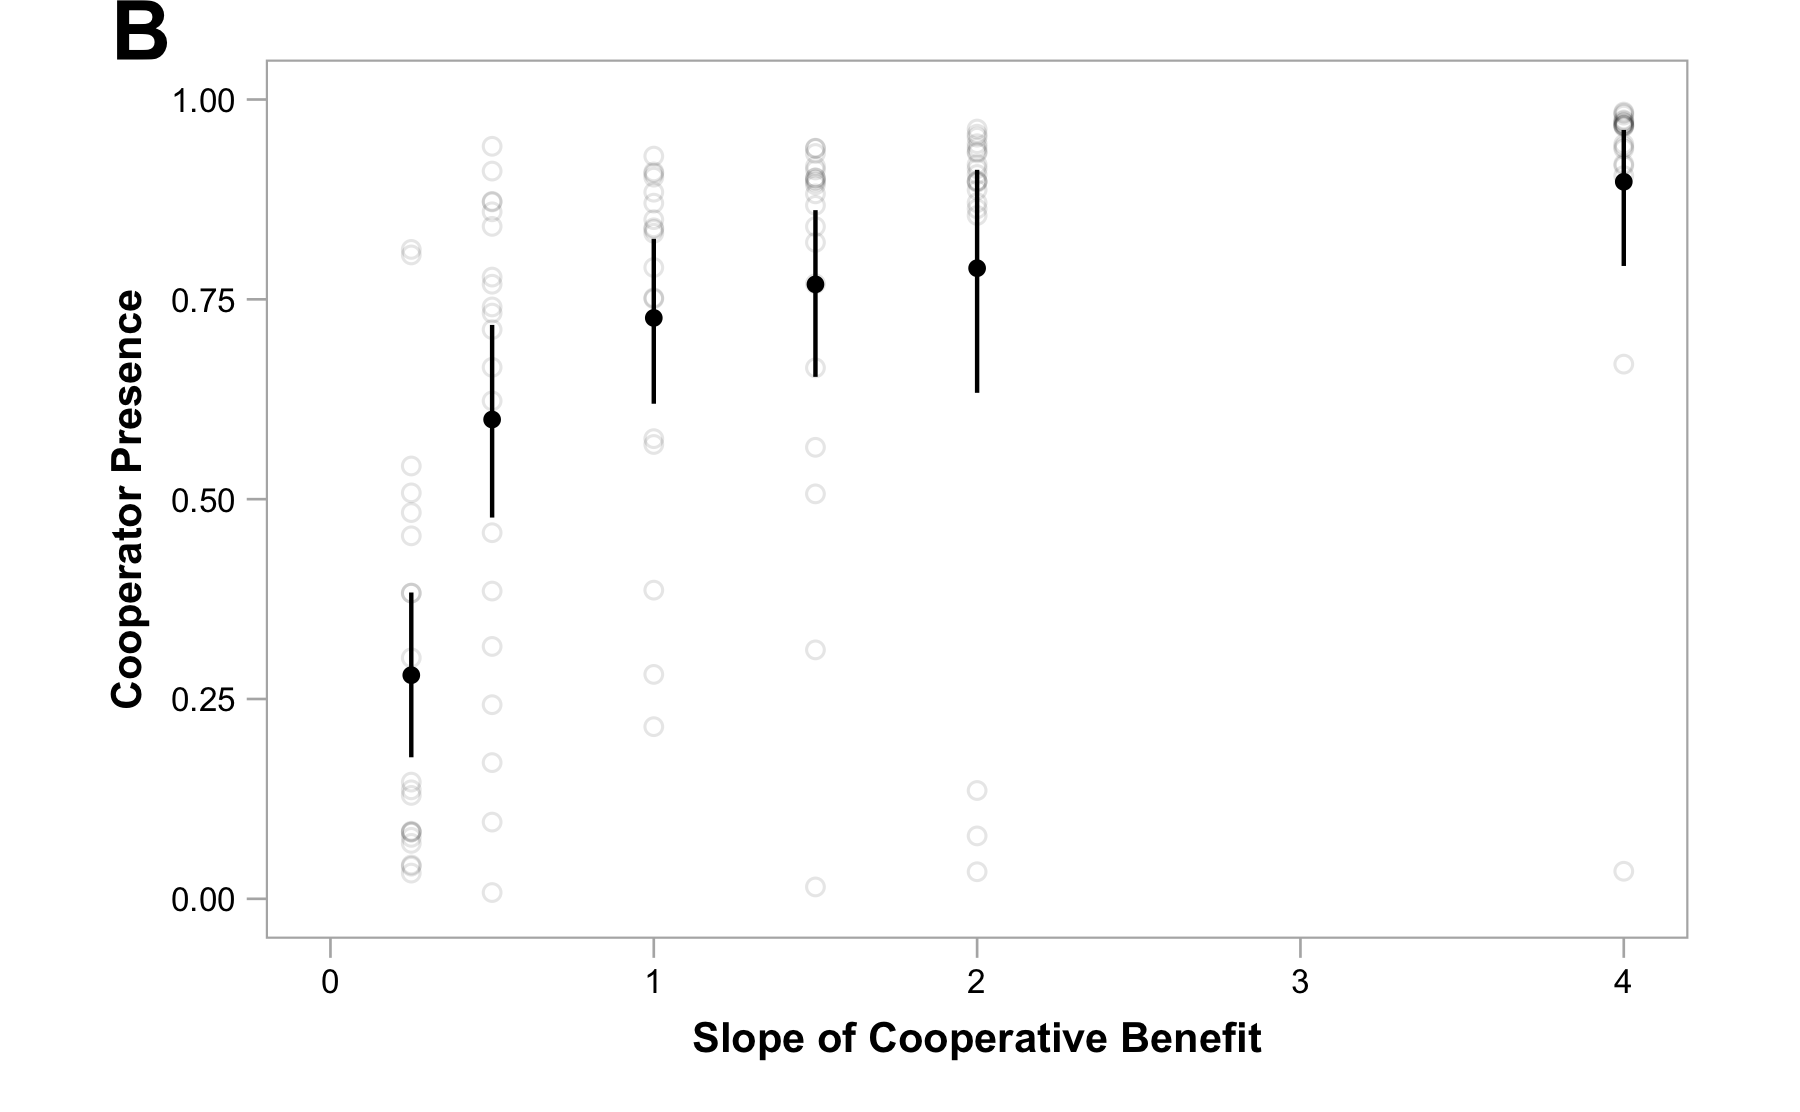 B
1.00
0.75
0.50
0.25
0.00
Cooperator Presence
0 1 2 3 4
Slope of Cooperative Benefit